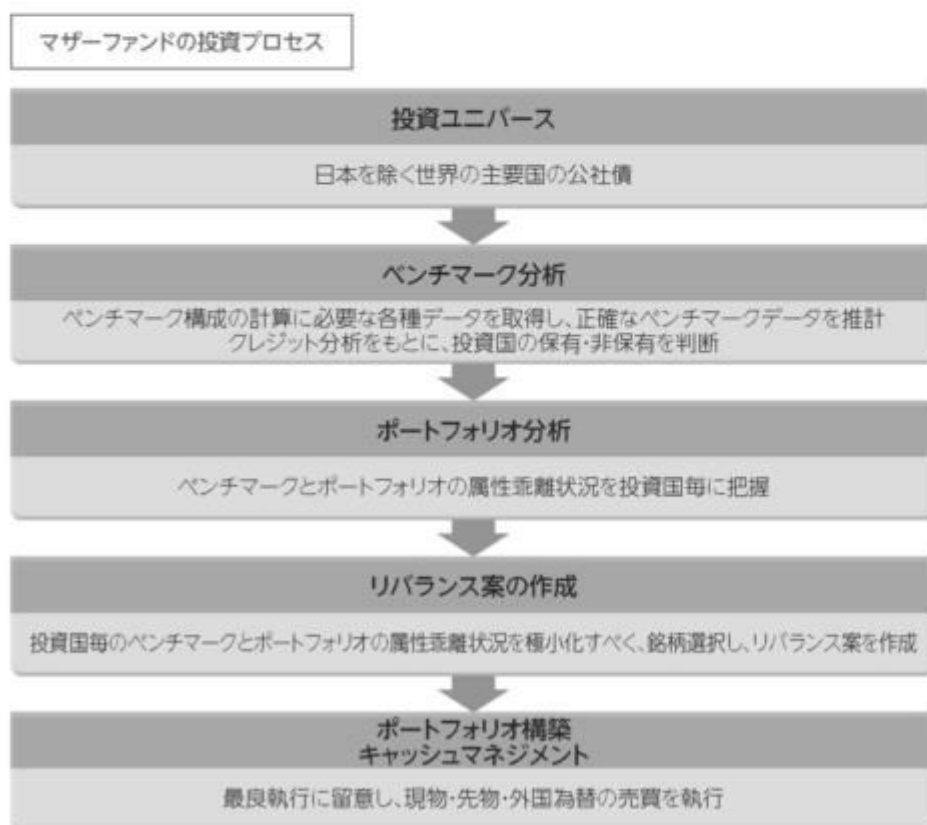 マザーファンドの投資プロセス
投資ユニバース
日本を除く世界の主要国の公社債
ベンチマーク分析
ベンチマーク構成の計算に必要な各種データを取得し、正確なベンチマークデータを推計
クレジット分析をもとに、投資国の保有・非保有を判断
ポートフォリオ分析
ベンチマークとポートフォリオの属性乖離状況を投資国毎に把握
リバランス案の作成
投資国毎のベンチマークとポートフォリオの属性乖離状況を極小化すべく、銘柄選択し、リバランス案を作成
ポートフォリオ構築
キャッシュマネジメント
最良執行に留意し、現物・先物・外国為替の売買を執行